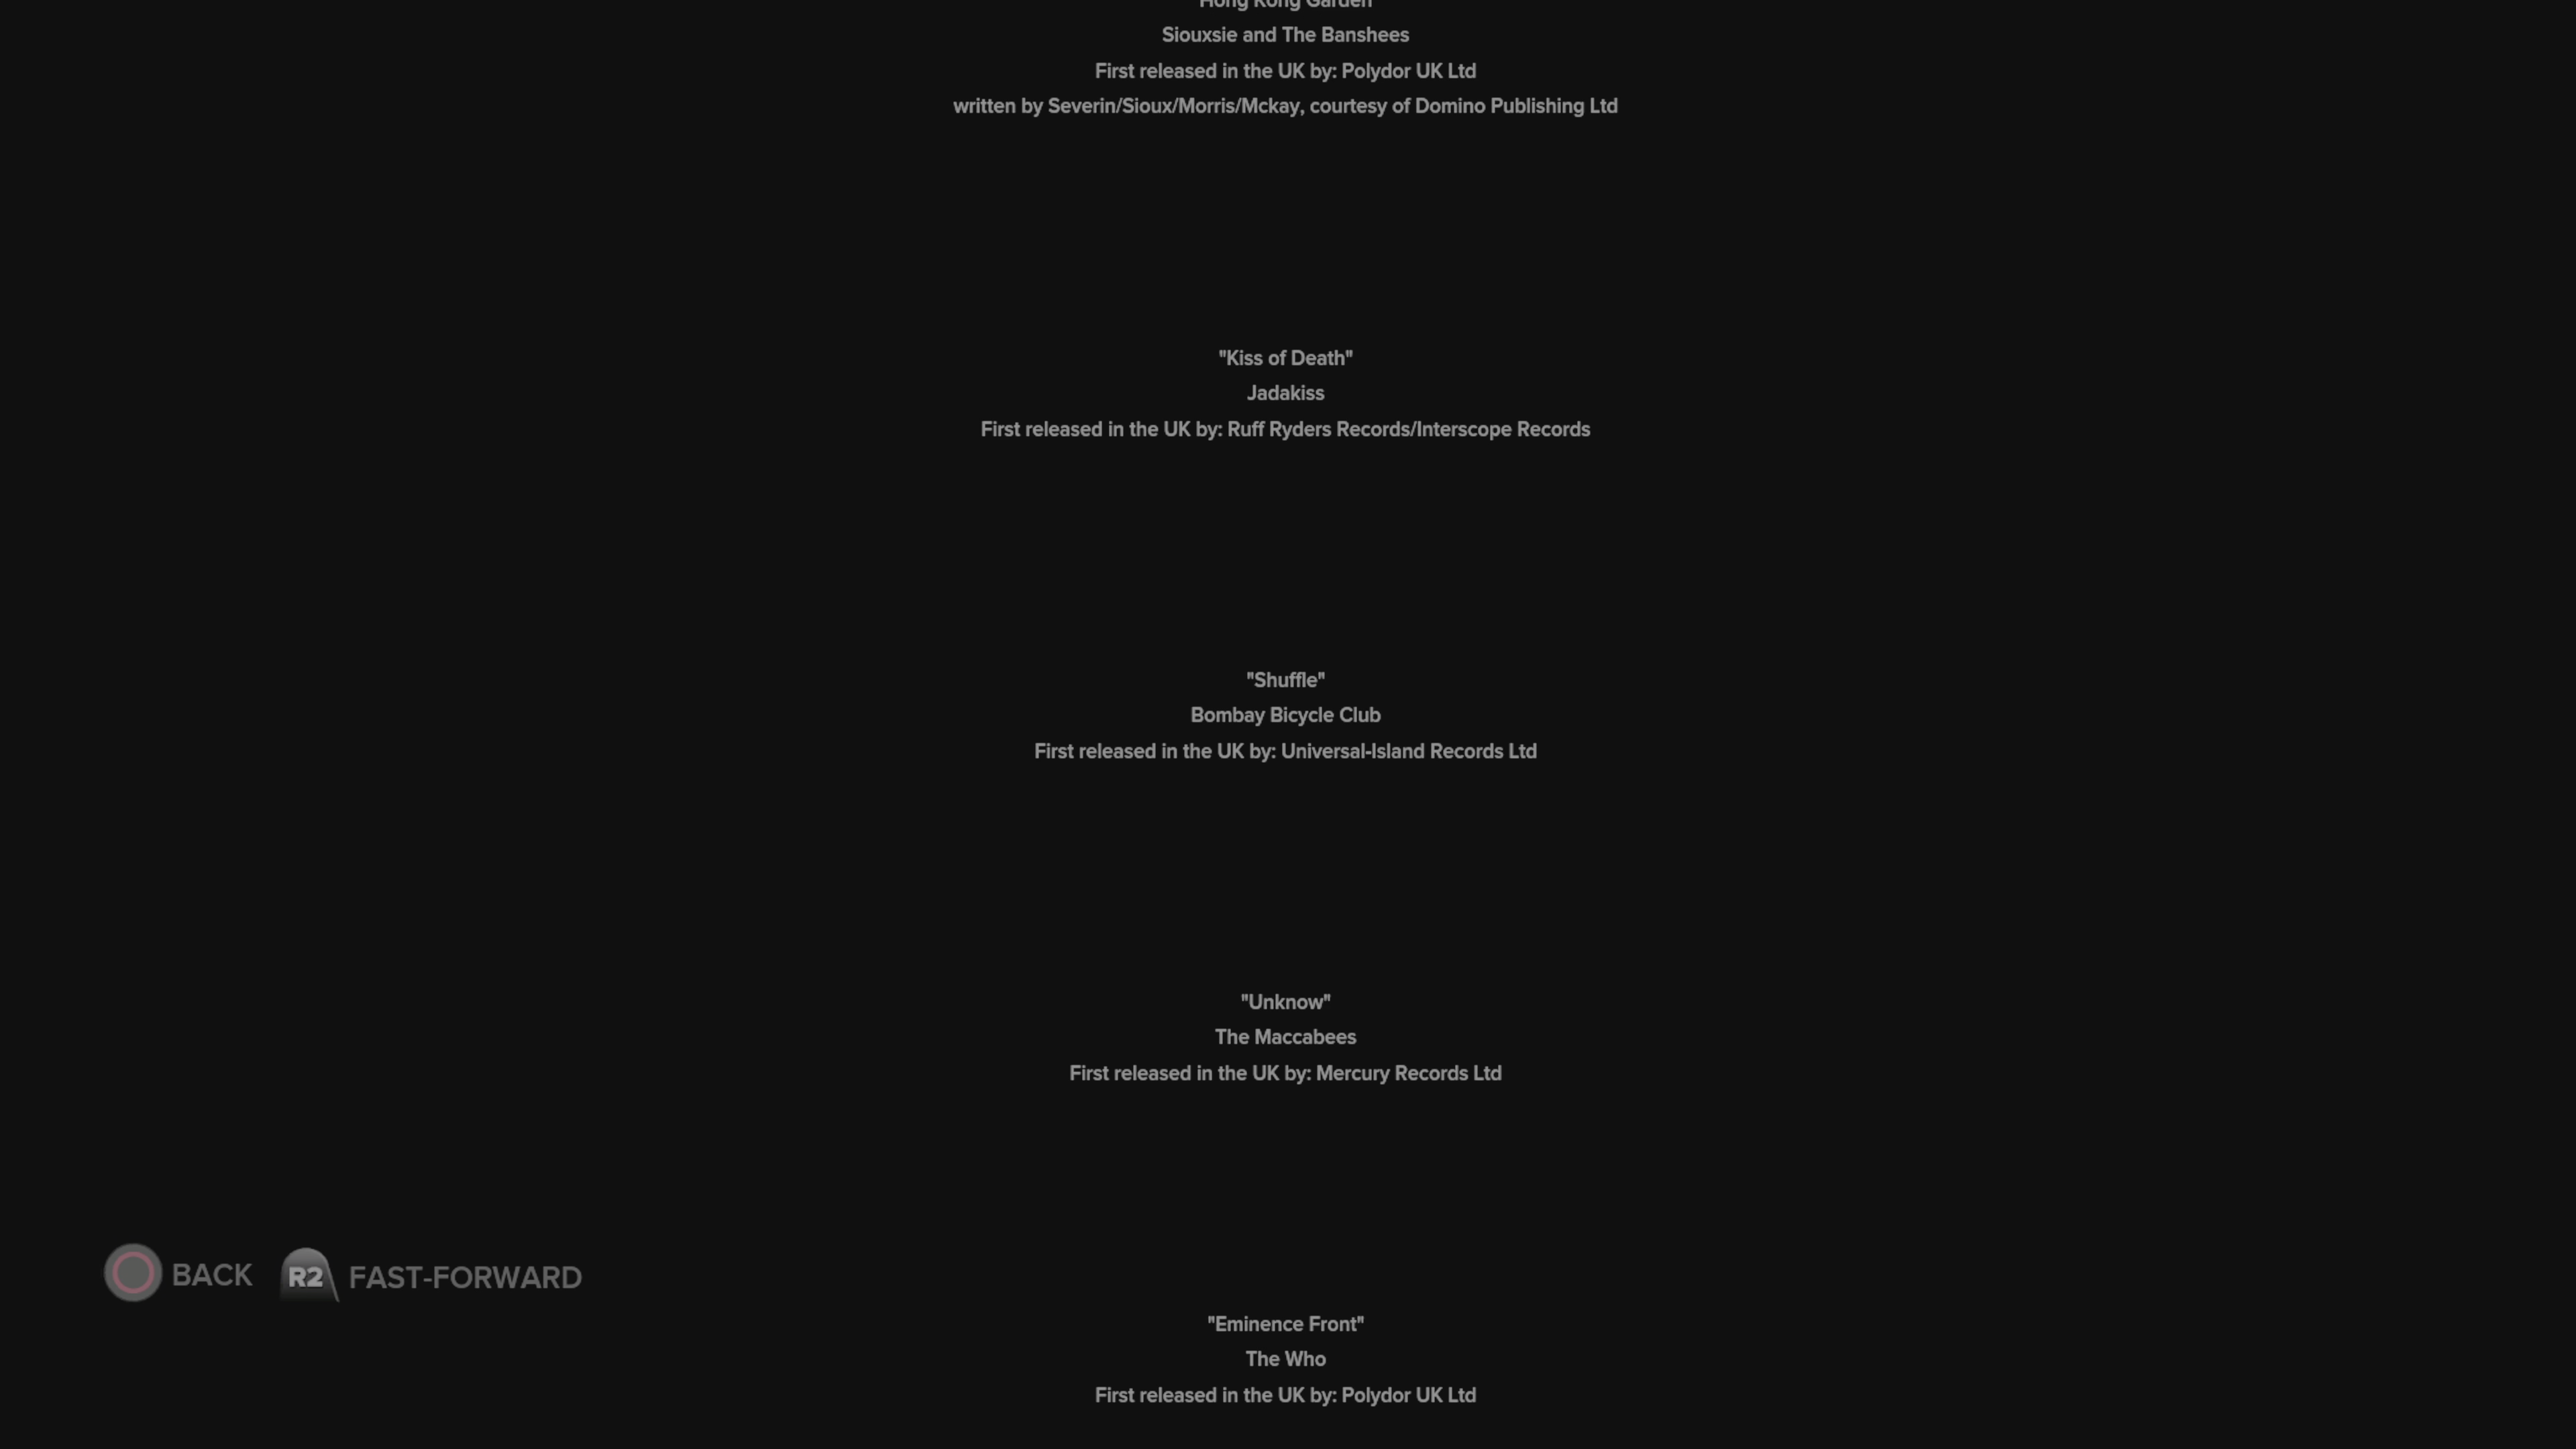 Hong Kong Garden
Siouxsie and The Banshees
First released in the UK by: Polydor UK Ltd
written by Severin/Sioux/Morris/Mckay, courtesy of Domino Publishing Ltd
"Kiss of Death"
Jadakiss
First released in the UK by: Ruff Ryders Records/Interscope Records
"Shuffle"
Bombay Bicycle Club
First released in the UK by: Universal-Island Records Ltd
"Unknow"
The Maccabees
First released in the UK by: Mercury Records Ltd
BACK R2 FAST-FORWARD
"Eminence Front"
The Who
First released in the UK by: Polydor UK Ltd